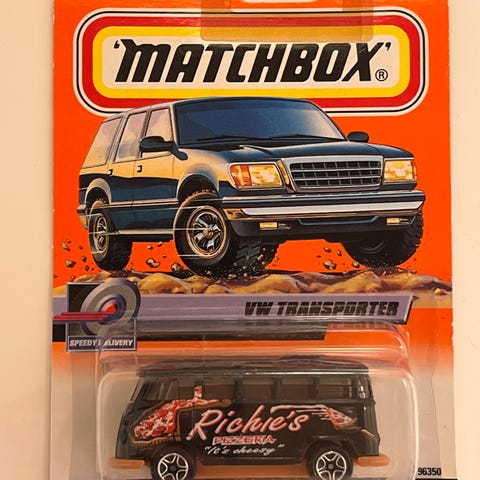 'MATCHBOX'®
VW TRANSPORTER
SPEEDY DELIVERY
Richie's
PIZZERIA
"It's cheesy"
96350